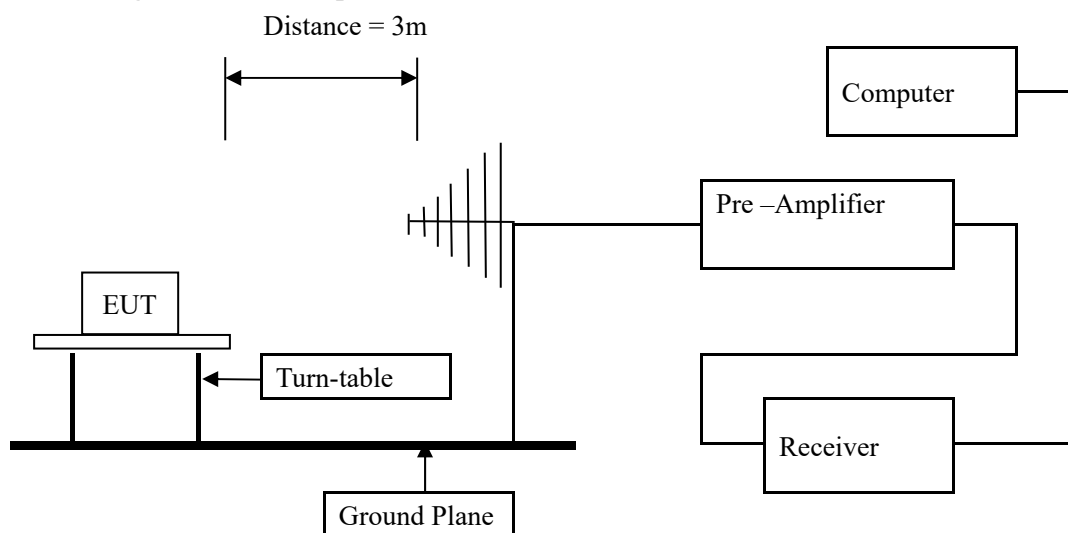 Distance = 3m
Computer
Pre –Amplifier
EUT
Turn-table
Receiver
Ground Plane